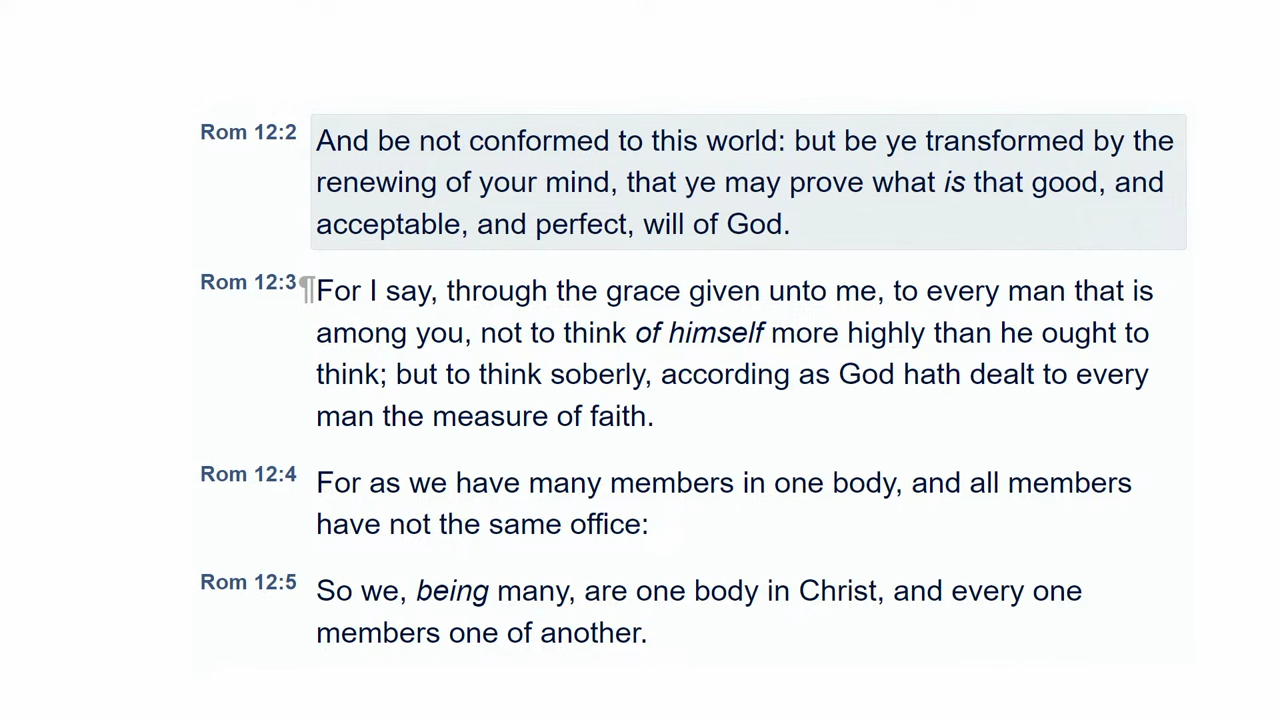 Rom 12:2 And be not conformed to this world: but be ye transformed by the
renewing of your mind, that ye may prove what is that good, and
acceptable, and perfect, will of God.
Rom 12:3 ¶For I say, through the grace given unto me, to every man that is
among you, not to think of himself more highly than he ought to
think; but to think soberly, according as God hath dealt to every
man the measure of faith.
Rom 12:4 For as we have many members in one body, and all members
have not the same office:
Rom 12:5 So we, being many, are one body in Christ, and every one
members one of another.